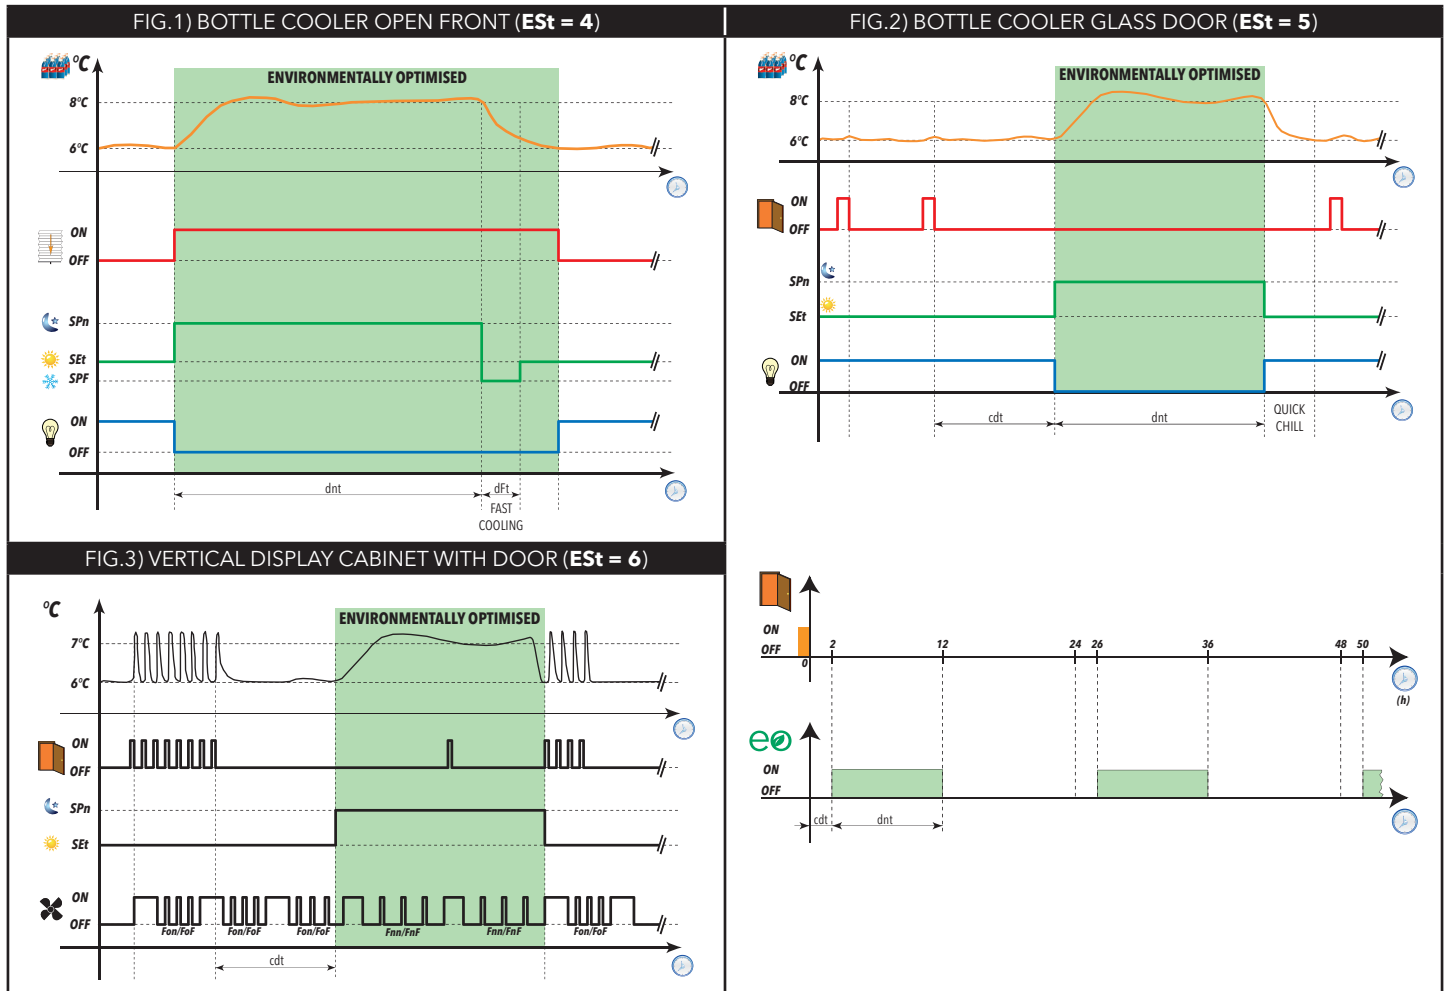 FIG.1) BOTTLE COOLER OPEN FRONT (ESt = 4)
°C
ENVIRONMENTALLY OPTIMISED
8°C
6°C
ON
OFF
SPn
SEt
SPF
ON
OFF
dnt
dFt
FAST
COOLING
FIG.2) BOTTLE COOLER GLASS DOOR (ESt = 5)
°C
ENVIRONMENTALLY OPTIMISED
8°C
6°C
ON
OFF
SPn
SEt
ON
OFF
cdt
dnt
QUICK
CHILL
FIG.3) VERTICAL DISPLAY CABINET WITH DOOR (ESt = 6)
°C
ENVIRONMENTALLY OPTIMISED
7°C
6°C
ON
OFF
SPn
SEt
ON
OFF
Fon/FoF Fon/FoF Fon/FoF Fnn/FnF Fnn/FnF Fon/FoF
cdt
ON
OFF
0 2 12 24 26 36 48 50
(h)
eo
ON
OFF
cdt dnt